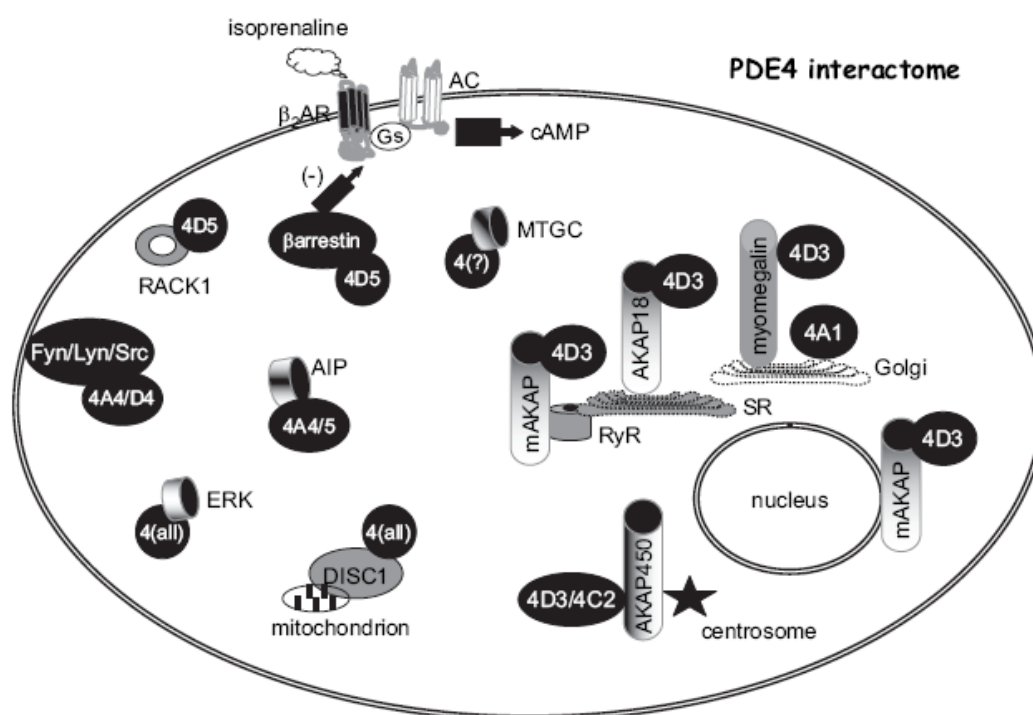 isoprenaline
PDE4 interactome
AC
β₂AR
Gs
cAMP
(-)
4D5
RACK1
βarrestin
4D5
MTGC
4(?)
4D3
AKAP18
myomegalin
4D3
4A1
Golgi
Fyn/Lyn/Src
4A4/D4
AIP
4A4/5
mAKAP
4D3
RyR
SR
mAKAP
4D3
nucleus
ERK
4(all)
4(all)
DISC1
mitochondrion
4D3/4C2
AKAP450
centrosome